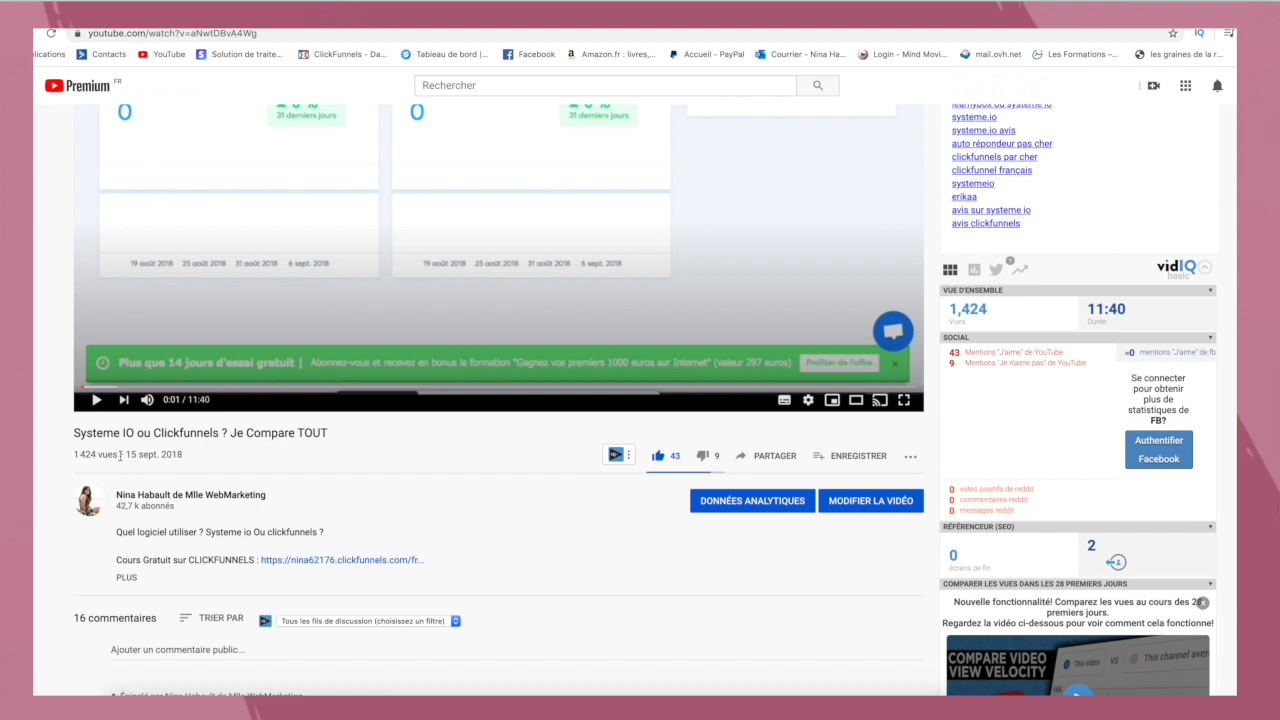 youtube.com/watch?v=aNwtDBvA4Wg
lications Contacts YouTube Solution de traite... ClickFunnels - Da... Tableau de bord |... Facebook Amazon.fr : livres,... Accueil - PayPal Courrier - Nina Ha... Login - Mind Movi... mail.ovh.net Les Formations –... les graines de la r...
Premium FR
Rechercher
0
31 derniers jours
0
31 derniers jours
19 août 2018 25 août 2018 31 août 2018 6 sept. 2018
19 août 2018 25 août 2018 31 août 2018 6 sept. 2018
Plus que 14 jours d'essai gratuit | Abonnez-vous et recevez en bonus la formation "Gagnez vos premiers 1000 euros sur Internet" (valeur 297 euros) Profiter de l'offre ×
0:01 / 11:40
Systeme IO ou Clickfunnels ? Je Compare TOUT
1 424 vues 15 sept. 2018
43 9 PARTAGER ENREGISTRER ...
Nina Habault de Mlle WebMarketing
42,7 k abonnés
DONNÉES ANALYTIQUES MODIFIER LA VIDÉO
Quel logiciel utiliser ? Systeme io Ou clickfunnels ?
Cours Gratuit sur CLICKFUNNELS : https://nina62176.clickfunnels.com/fr...
PLUS
16 commentaires TRIER PAR Tous les fils de discussion (choisissez un filtre)
Ajouter un commentaire public...
Épinglé par Nina Habault de Mlle WebMarketing
learnybox ou systeme io
systeme.io
systeme.io avis
auto répondeur pas cher
clickfunnels par cher
clickfunnel français
systemeio
erikaa
avis sur systeme io
avis clickfunnels
1
vidIQ
basic
VUE D'ENSEMBLE
1,424 11:40
Vues Durée
SOCIAL
43 Mentions "J'aime" de YouTube
9 Mentions "Je n'aime pas" de YouTube
=0 mentions "J'aime" de fb
Se connecter
pour obtenir
plus de
statistiques de
FB?
Authentifier
Facebook
0 votes positifs de reddit
0 commentaires reddit
0 messages reddit
RÉFÉRENCEUR (SEO)
0 2
écrans de fin
COMPARER LES VUES DANS LES 28 PREMIERS JOURS
Nouvelle fonctionnalité! Comparez les vues au cours des 28
premiers jours.
Regardez la vidéo ci-dessous pour voir comment cela fonctionne!
COMPARE VIDEO
VIEW VELOCITY
This video VS This channel aver